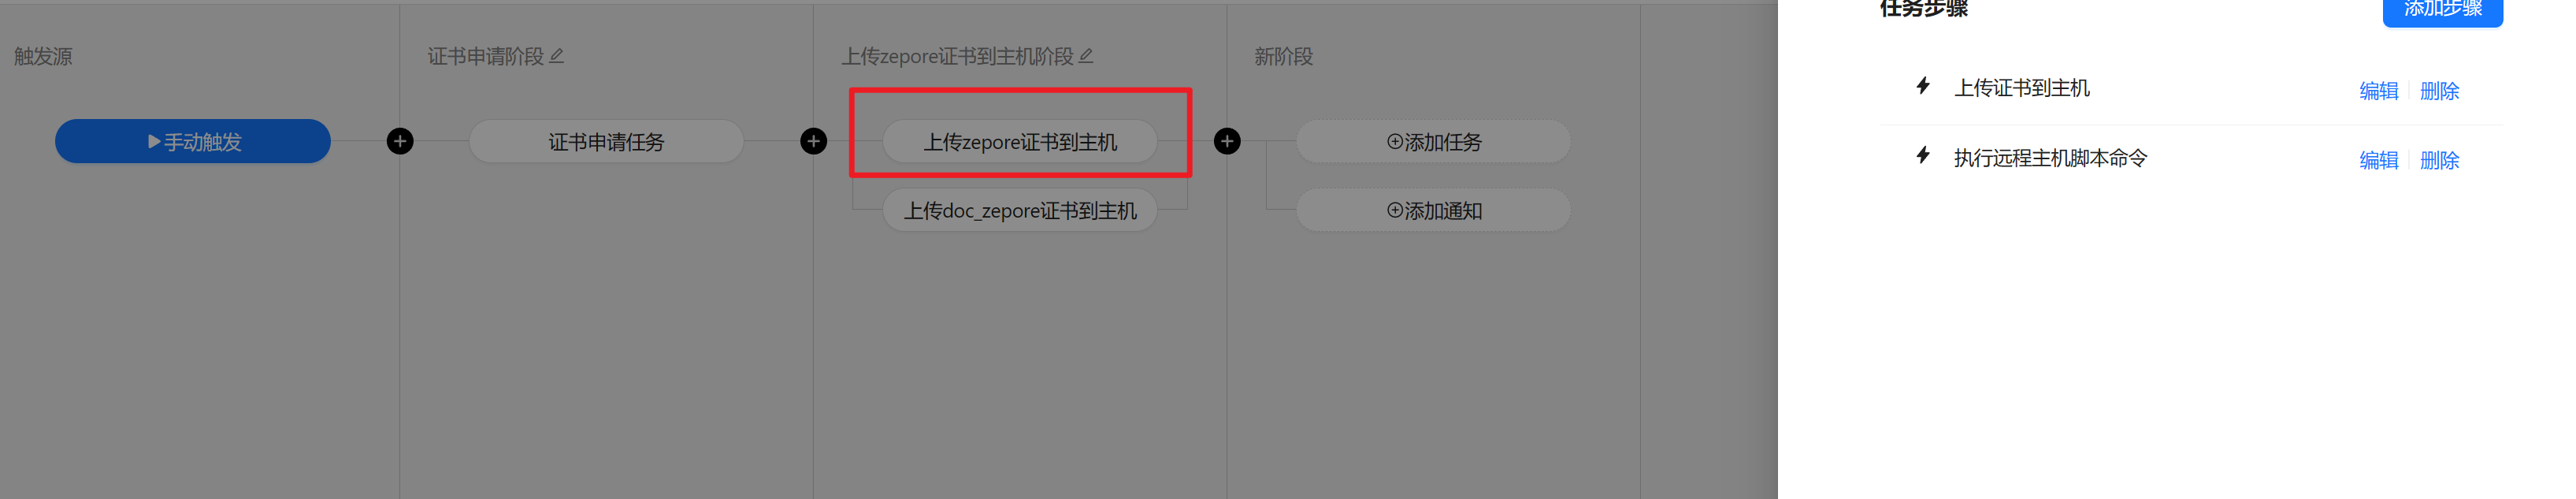 触发源
证书申请阶段
上传zepore证书到主机阶段
新阶段
手动触发
证书申请任务
上传zepore证书到主机
添加任务
上传doc_zepore证书到主机
添加通知
任务步骤
添加步骤
上传证书到主机
编辑 删除
执行远程主机脚本命令
编辑 删除